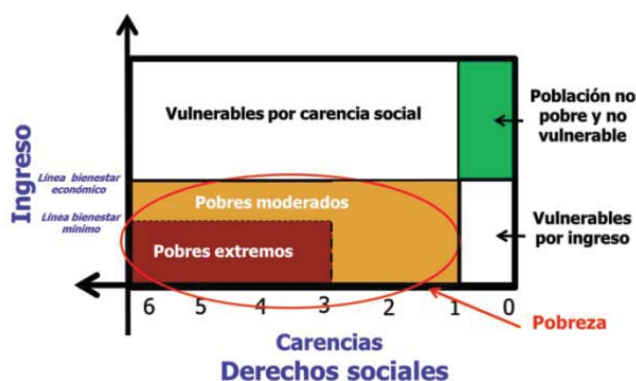 Ingreso
Vulnerables por carencia social
Población no
pobre y no
vulnerable
Línea bienestar
económico
Línea bienestar
mínimo
Pobres moderados
Pobres extremos
Vulnerables
por ingreso
6 5 4 3 2 1 0
Pobreza
Carencias
Derechos sociales